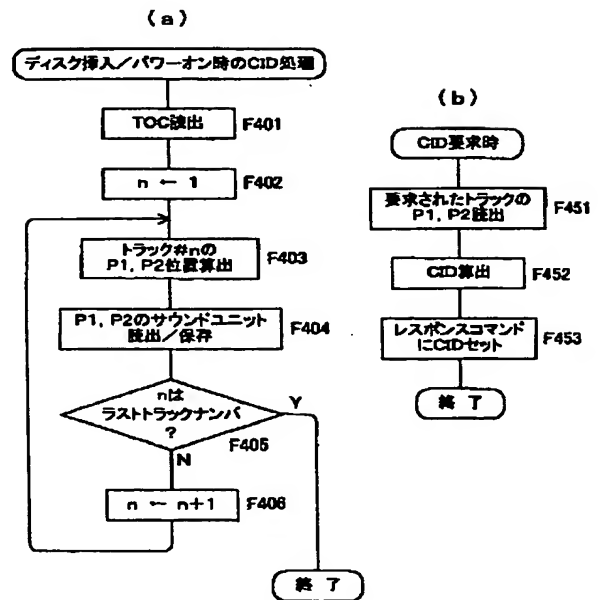 (a)
ディスク挿入/パワーオン時のCID処理
TOC読出
F401
n ← 1
F402
トラック#nの
P1, P2位置算出
F403
P1, P2のサウンドユニット
読出/保存
F404
nは
ラストトラックナンバ
?
Y
F405
N
n ← n+1
F406
終 了
(b)
CID要求時
要求されたトラックの
P1, P2読出
F451
CID算出
F452
レスポンスコマンド
にCIDセット
F453
終 了